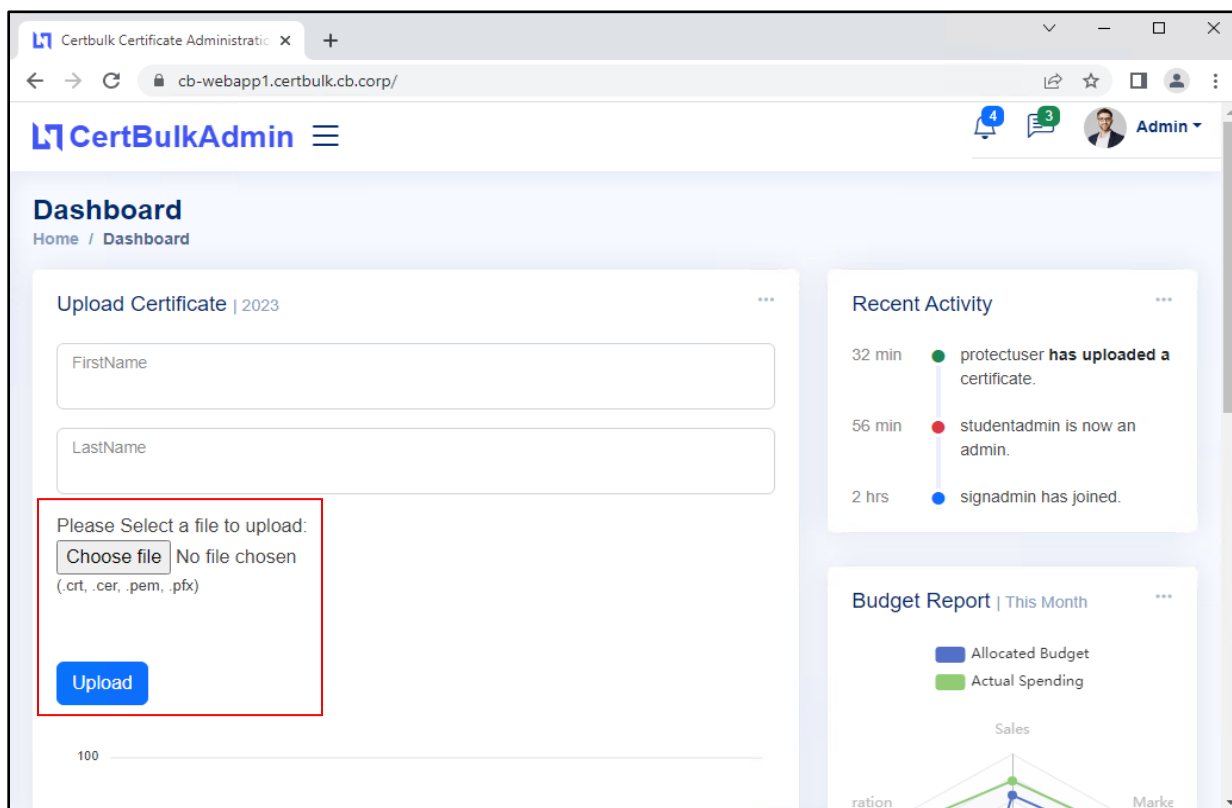 Certbulk Certificate Administratio
cb-webapp1.certbulk.cb.corp/
CertBulkAdmin
4
3
Admin
Dashboard
Home / Dashboard
Upload Certificate | 2023
FirstName
LastName
Please Select a file to upload:
Choose file No file chosen
(.crt, .cer, .pem, .pfx)
Upload
100
Recent Activity
32 min protectuser has uploaded a
certificate.
56 min studentadmin is now an
admin.
2 hrs signadmin has joined.
Budget Report | This Month
Allocated Budget
Actual Spending
Sales
ration
Marke